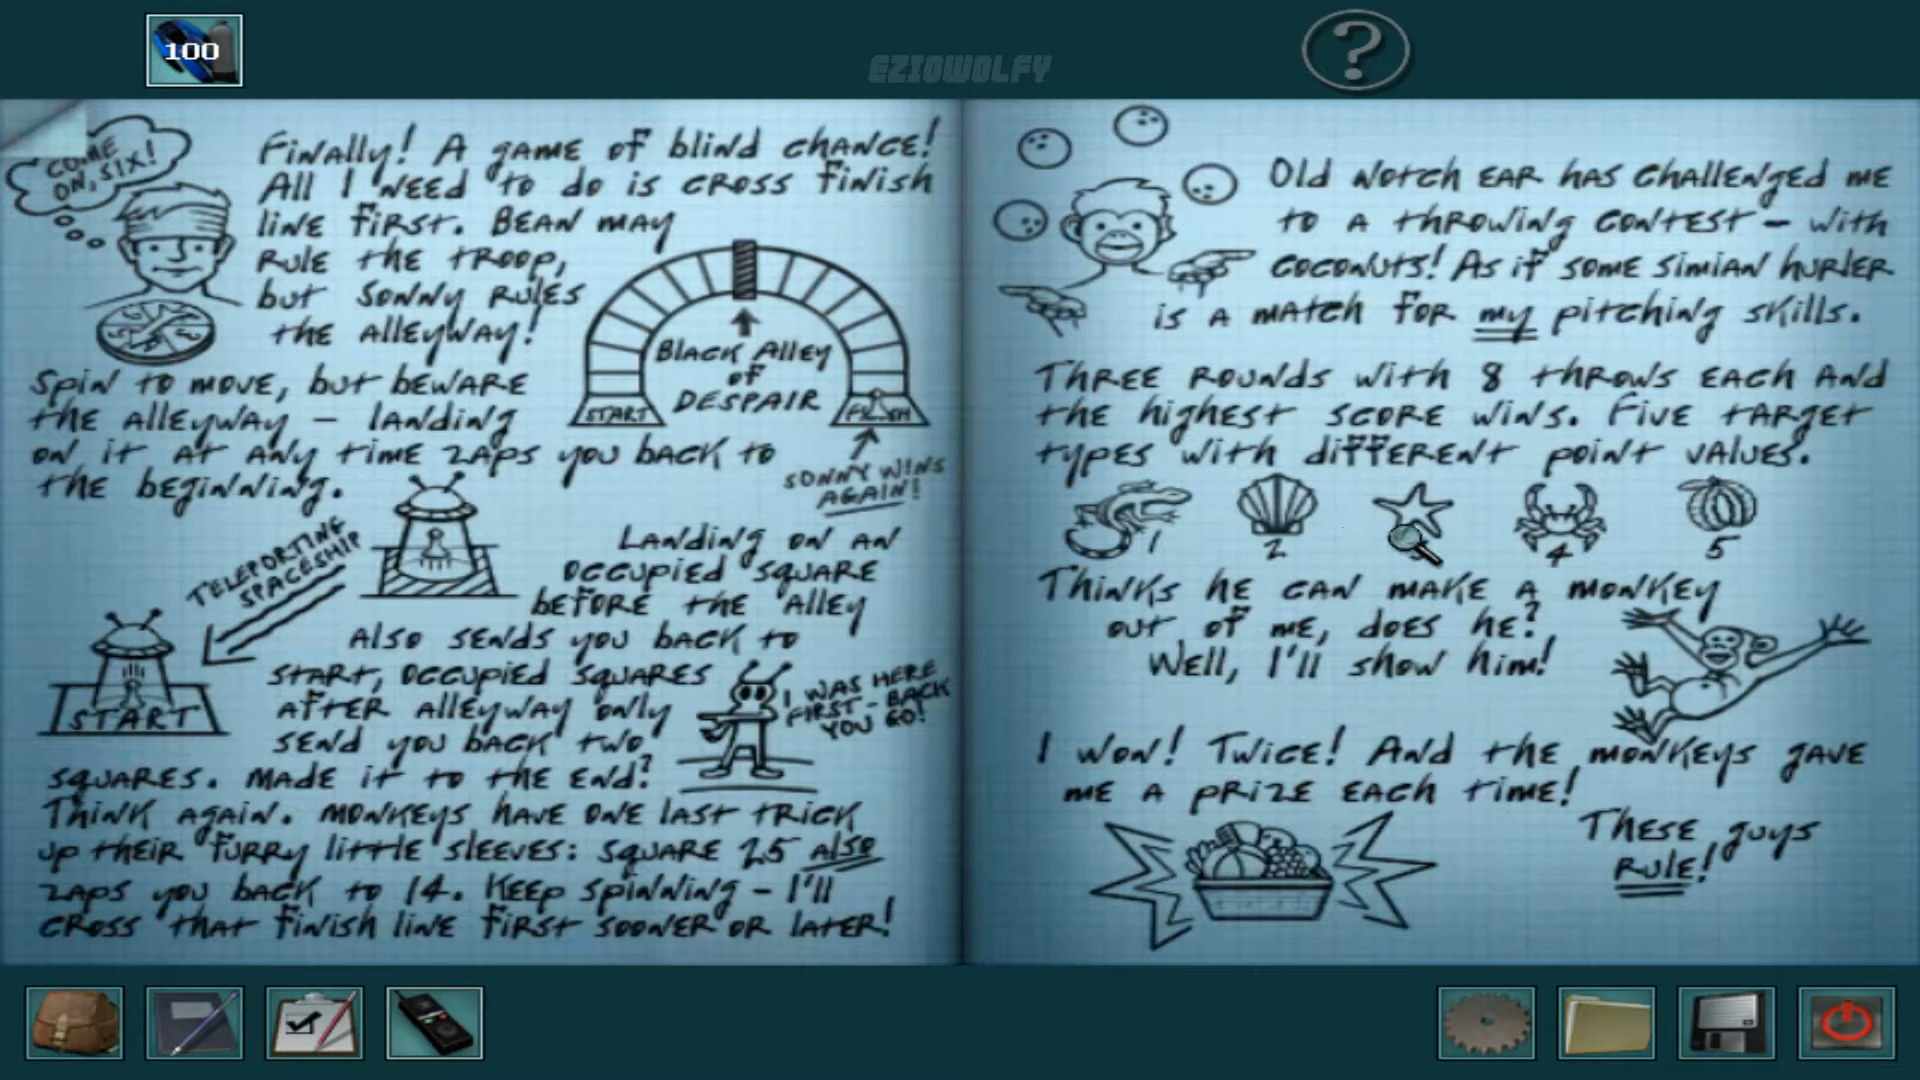 100
EZIOWOLFY
?
COME
ON, SIX!
Finally! A game of blind chance!
All I need to do is cross finish
line first. Bean may
rule the troop,
but Sonny rules
the alleyway!
Black Alley
of
Despair
START
FINISH
Spin to move, but beware
the alleyway – landing
on it at any time zaps you back to
the beginning.
Sonny wins
again!
Teleporting
Spaceship
START
Landing on an
occupied square
before the alley
also sends you back to
start, occupied squares
after alleyway only
send you back two
squares. Made it to the end?
I was here
first - back
you go!
Think again. Monkeys have one last trick
up their furry little sleeves: square 25 also
zaps you back to 14. Keep spinning – I'll
cross that finish line first sooner or later!
Old Notch Ear has challenged me
to a throwing contest – with
coconuts! As if some simian hurler
is a match for my pitching skills.
Three rounds with 8 throws each and
the highest score wins. Five target
types with different point values.
1 2 4 5
Thinks he can make a monkey
out of me, does he?
Well, I'll show him!
I won! Twice! And the monkeys gave
me a prize each time!
These guys
rule!